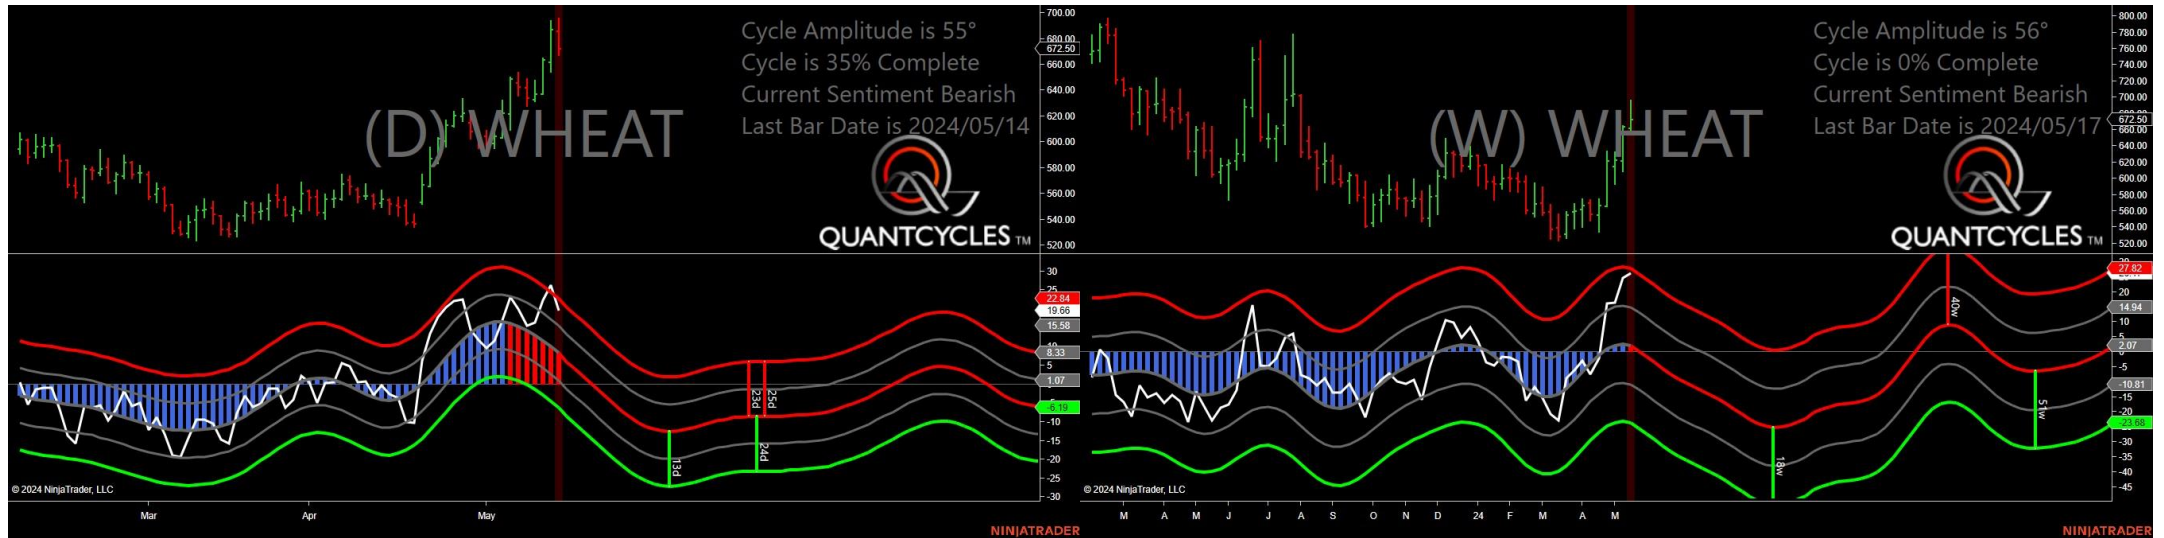 Cycle Amplitude is 55°
Cycle is 35% Complete
Current Sentiment Bearish
Last Bar Date is 2024/05/14
(D) WHEAT
QUANTCYCLES TM
700.00
680.00
672.50
660.00
640.00
620.00
600.00
580.00
560.00
540.00
520.00
30
25
22.84
19.66
15.58
10
8.33
5
1.07
-6.19
-10
-15
-20
-25
-30
23d
25d
13d
24d
© 2024 NinjaTrader, LLC
Mar
Apr
May
NINJATRADER
Cycle Amplitude is 56°
Cycle is 0% Complete
Current Sentiment Bearish
Last Bar Date is 2024/05/17
(W) WHEAT
QUANTCYCLES TM
800.00
780.00
760.00
740.00
720.00
700.00
672.50
660.00
640.00
620.00
600.00
580.00
560.00
540.00
520.00
27.82
20
14.94
10
5
2.07
-5
-10.81
-15
-20
-23.68
-30
-35
-40
-45
40w
51w
18w
© 2024 NinjaTrader, LLC
M A M J J A S O N D 24 F M A M
NINJATRADER